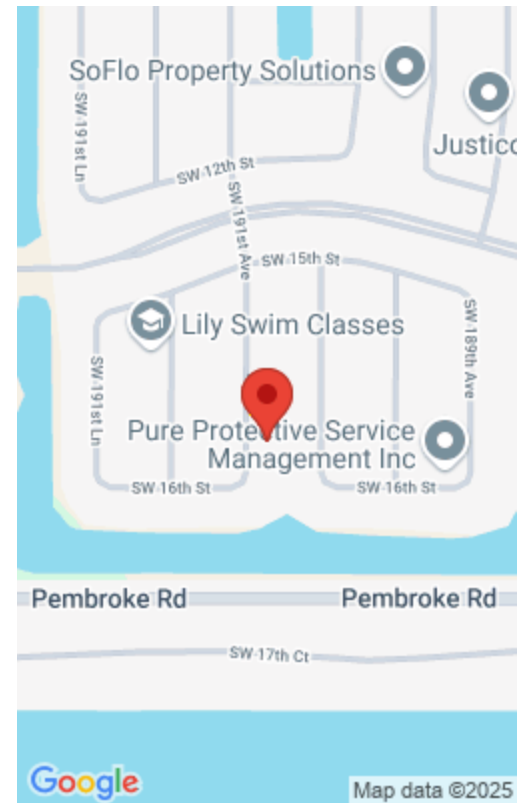 SoFlo Property Solutions
Justico
SW 191st Ln
SW 12th St
SW 191st Ave
SW 15th St
Lily Swim Classes
SW 189th Ave
SW 191st Ln
Pure Protective Service
Management Inc
SW 16th St
SW 16th St
Pembroke Rd
Pembroke Rd
SW 17th Ct
Google
Map data ©2025